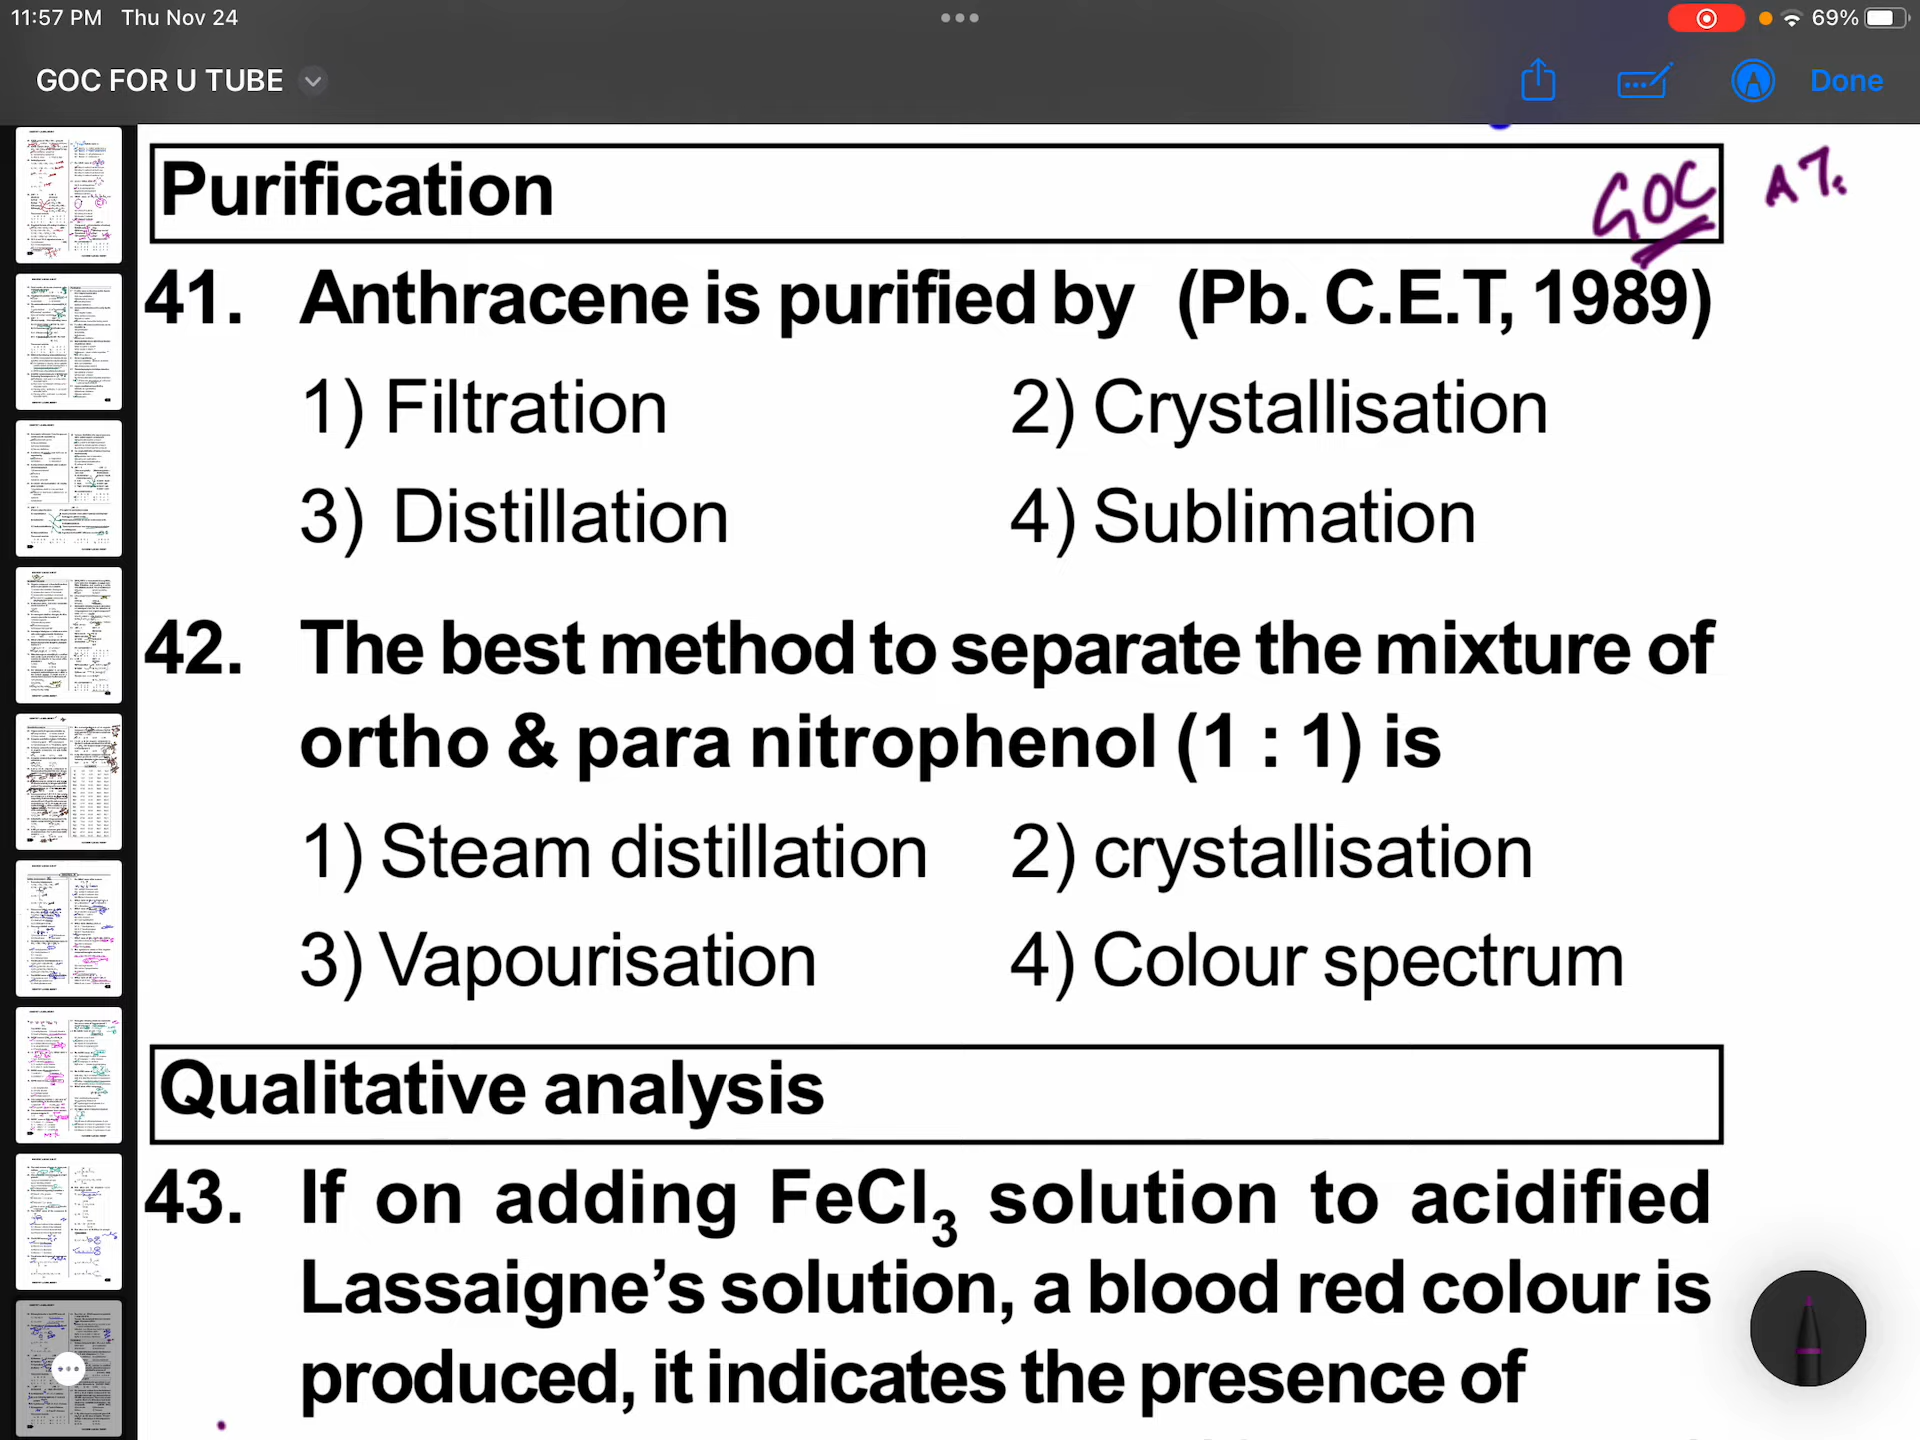 11:57 PM Thu Nov 24
69%
GOC FOR U TUBE
Done
Purification
GOC
41. Anthracene is purified by (Pb. C.E.T, 1989)
1) Filtration 2) Crystallisation
3) Distillation 4) Sublimation
42. The best method to separate the mixture of
ortho & para nitrophenol (1 : 1) is
1) Steam distillation 2) crystallisation
3) Vapourisation 4) Colour spectrum
Qualitative analysis
43. If on adding FeCl₃ solution to acidified
Lassaigne’s solution, a blood red colour is
produced, it indicates the presence of